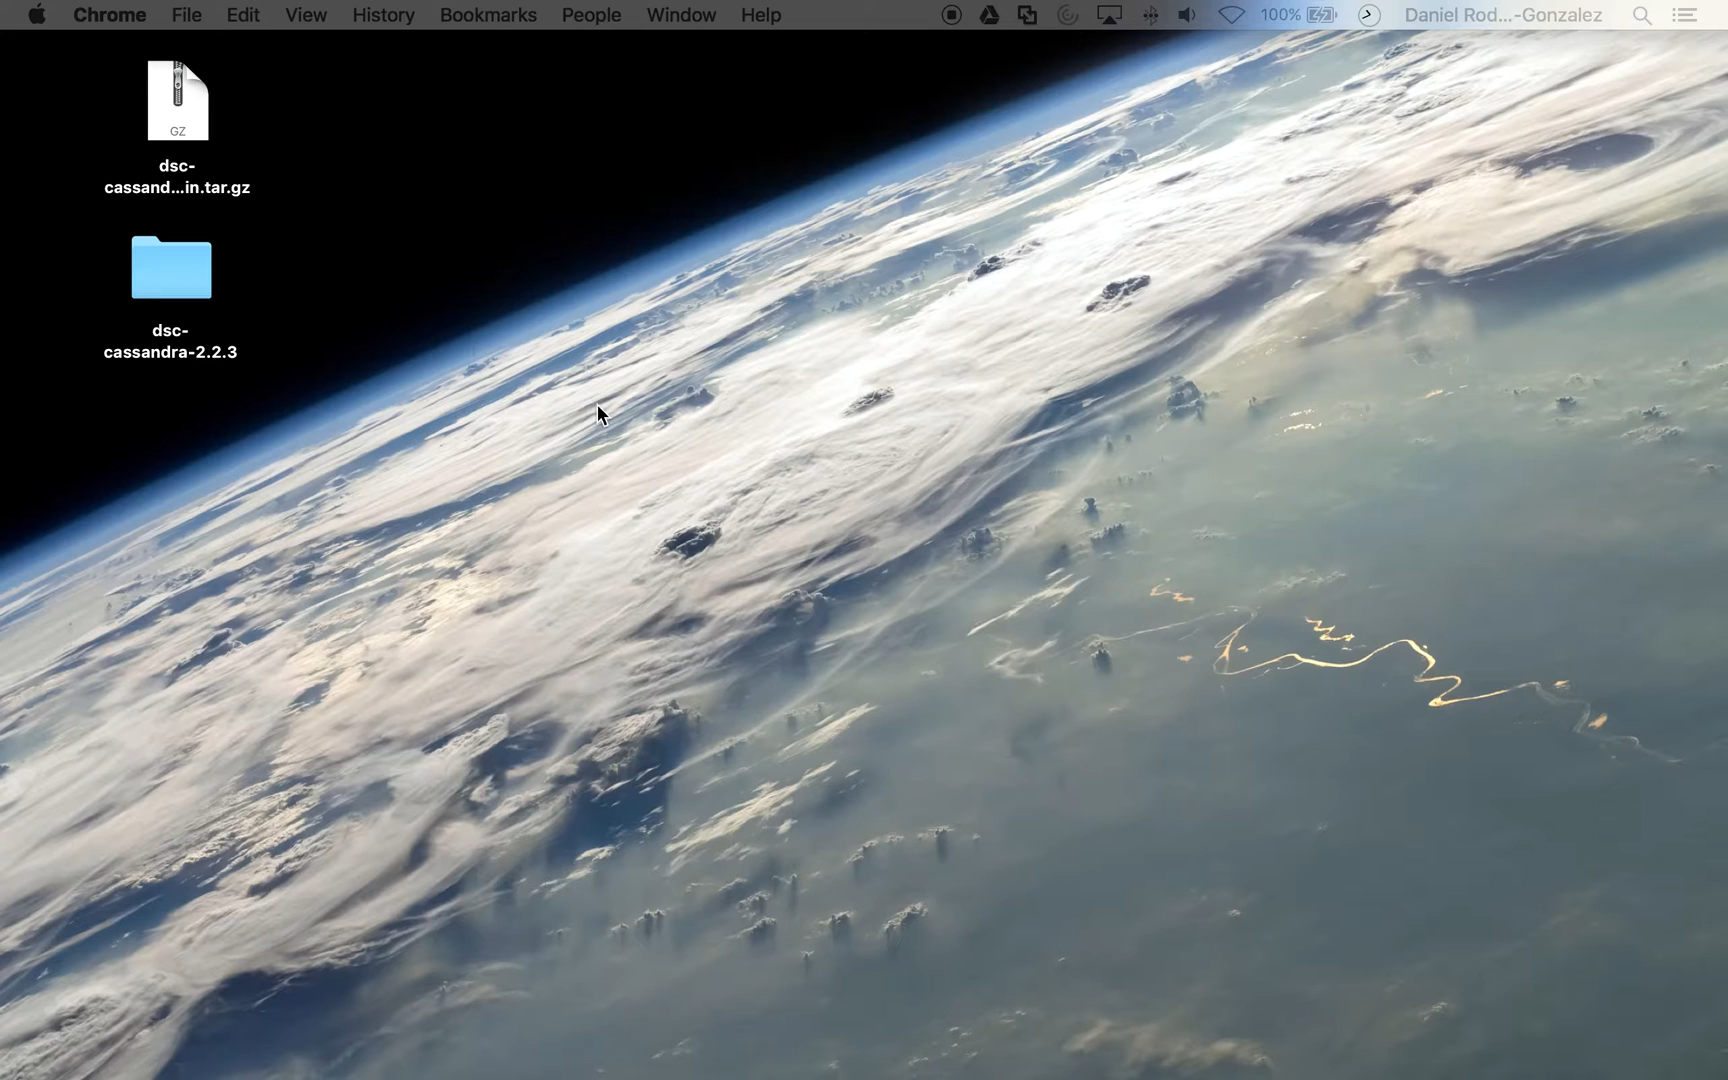 Chrome File Edit View History Bookmarks People Window Help 100% Daniel Rod...-Gonzalez
GZ
dsc-
cassand...in.tar.gz
dsc-
cassandra-2.2.3